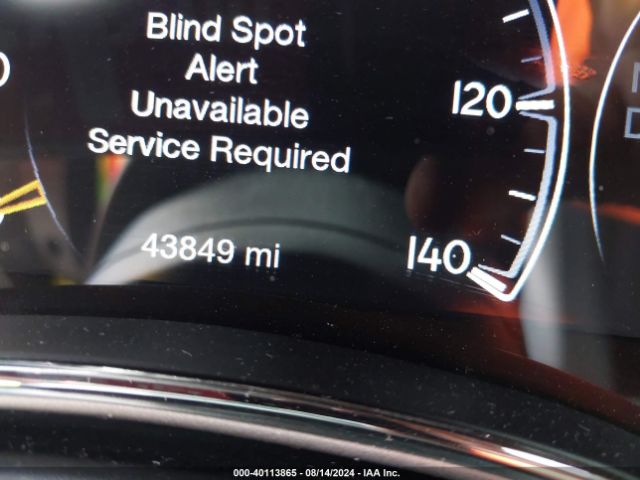 Blind Spot
Alert
Unavailable
Service Required
120
43849 mi
140
000-40113865 - 08/14/2024 - IAA Inc.